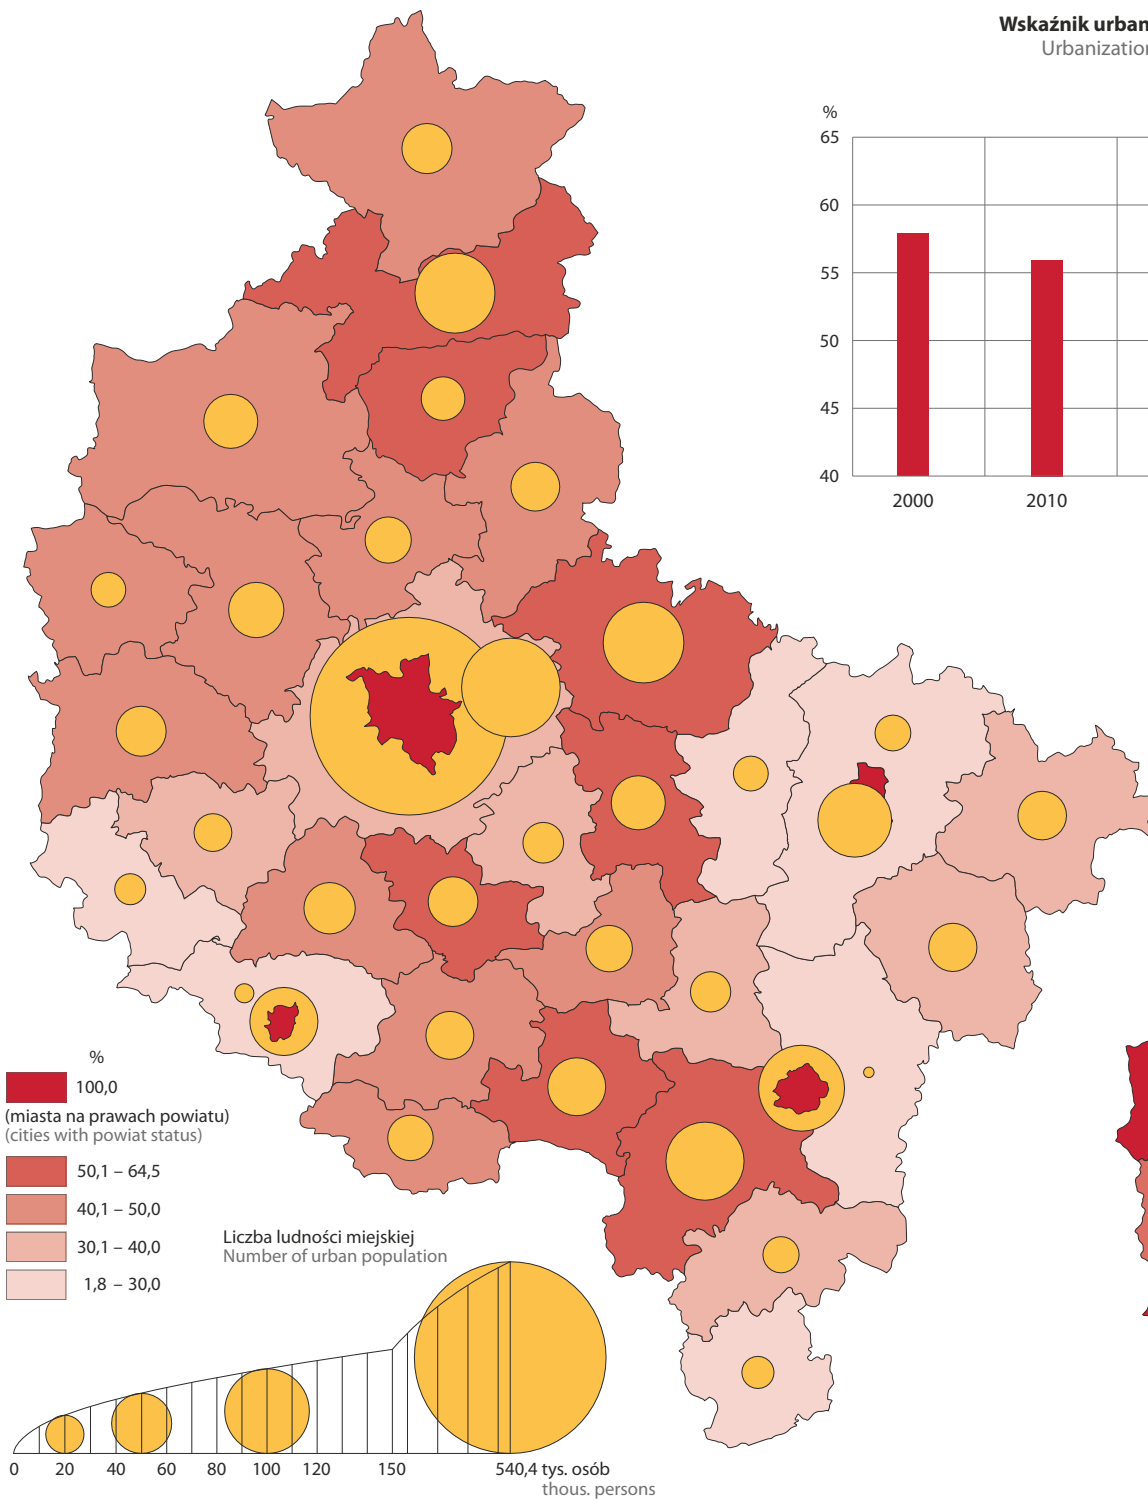 Wskaźnik urban
Urbanization
%
65
60
55
50
45
40
2000
2010
%
100,0
(miasta na prawach powiatu)
(cities with powiat status)
50,1 – 64,5
40,1 – 50,0
30,1 – 40,0
1,8 – 30,0
Liczba ludności miejskiej
Number of urban population
0 20 40 60 80 100 120 150 540,4 tys. osób
thous. persons